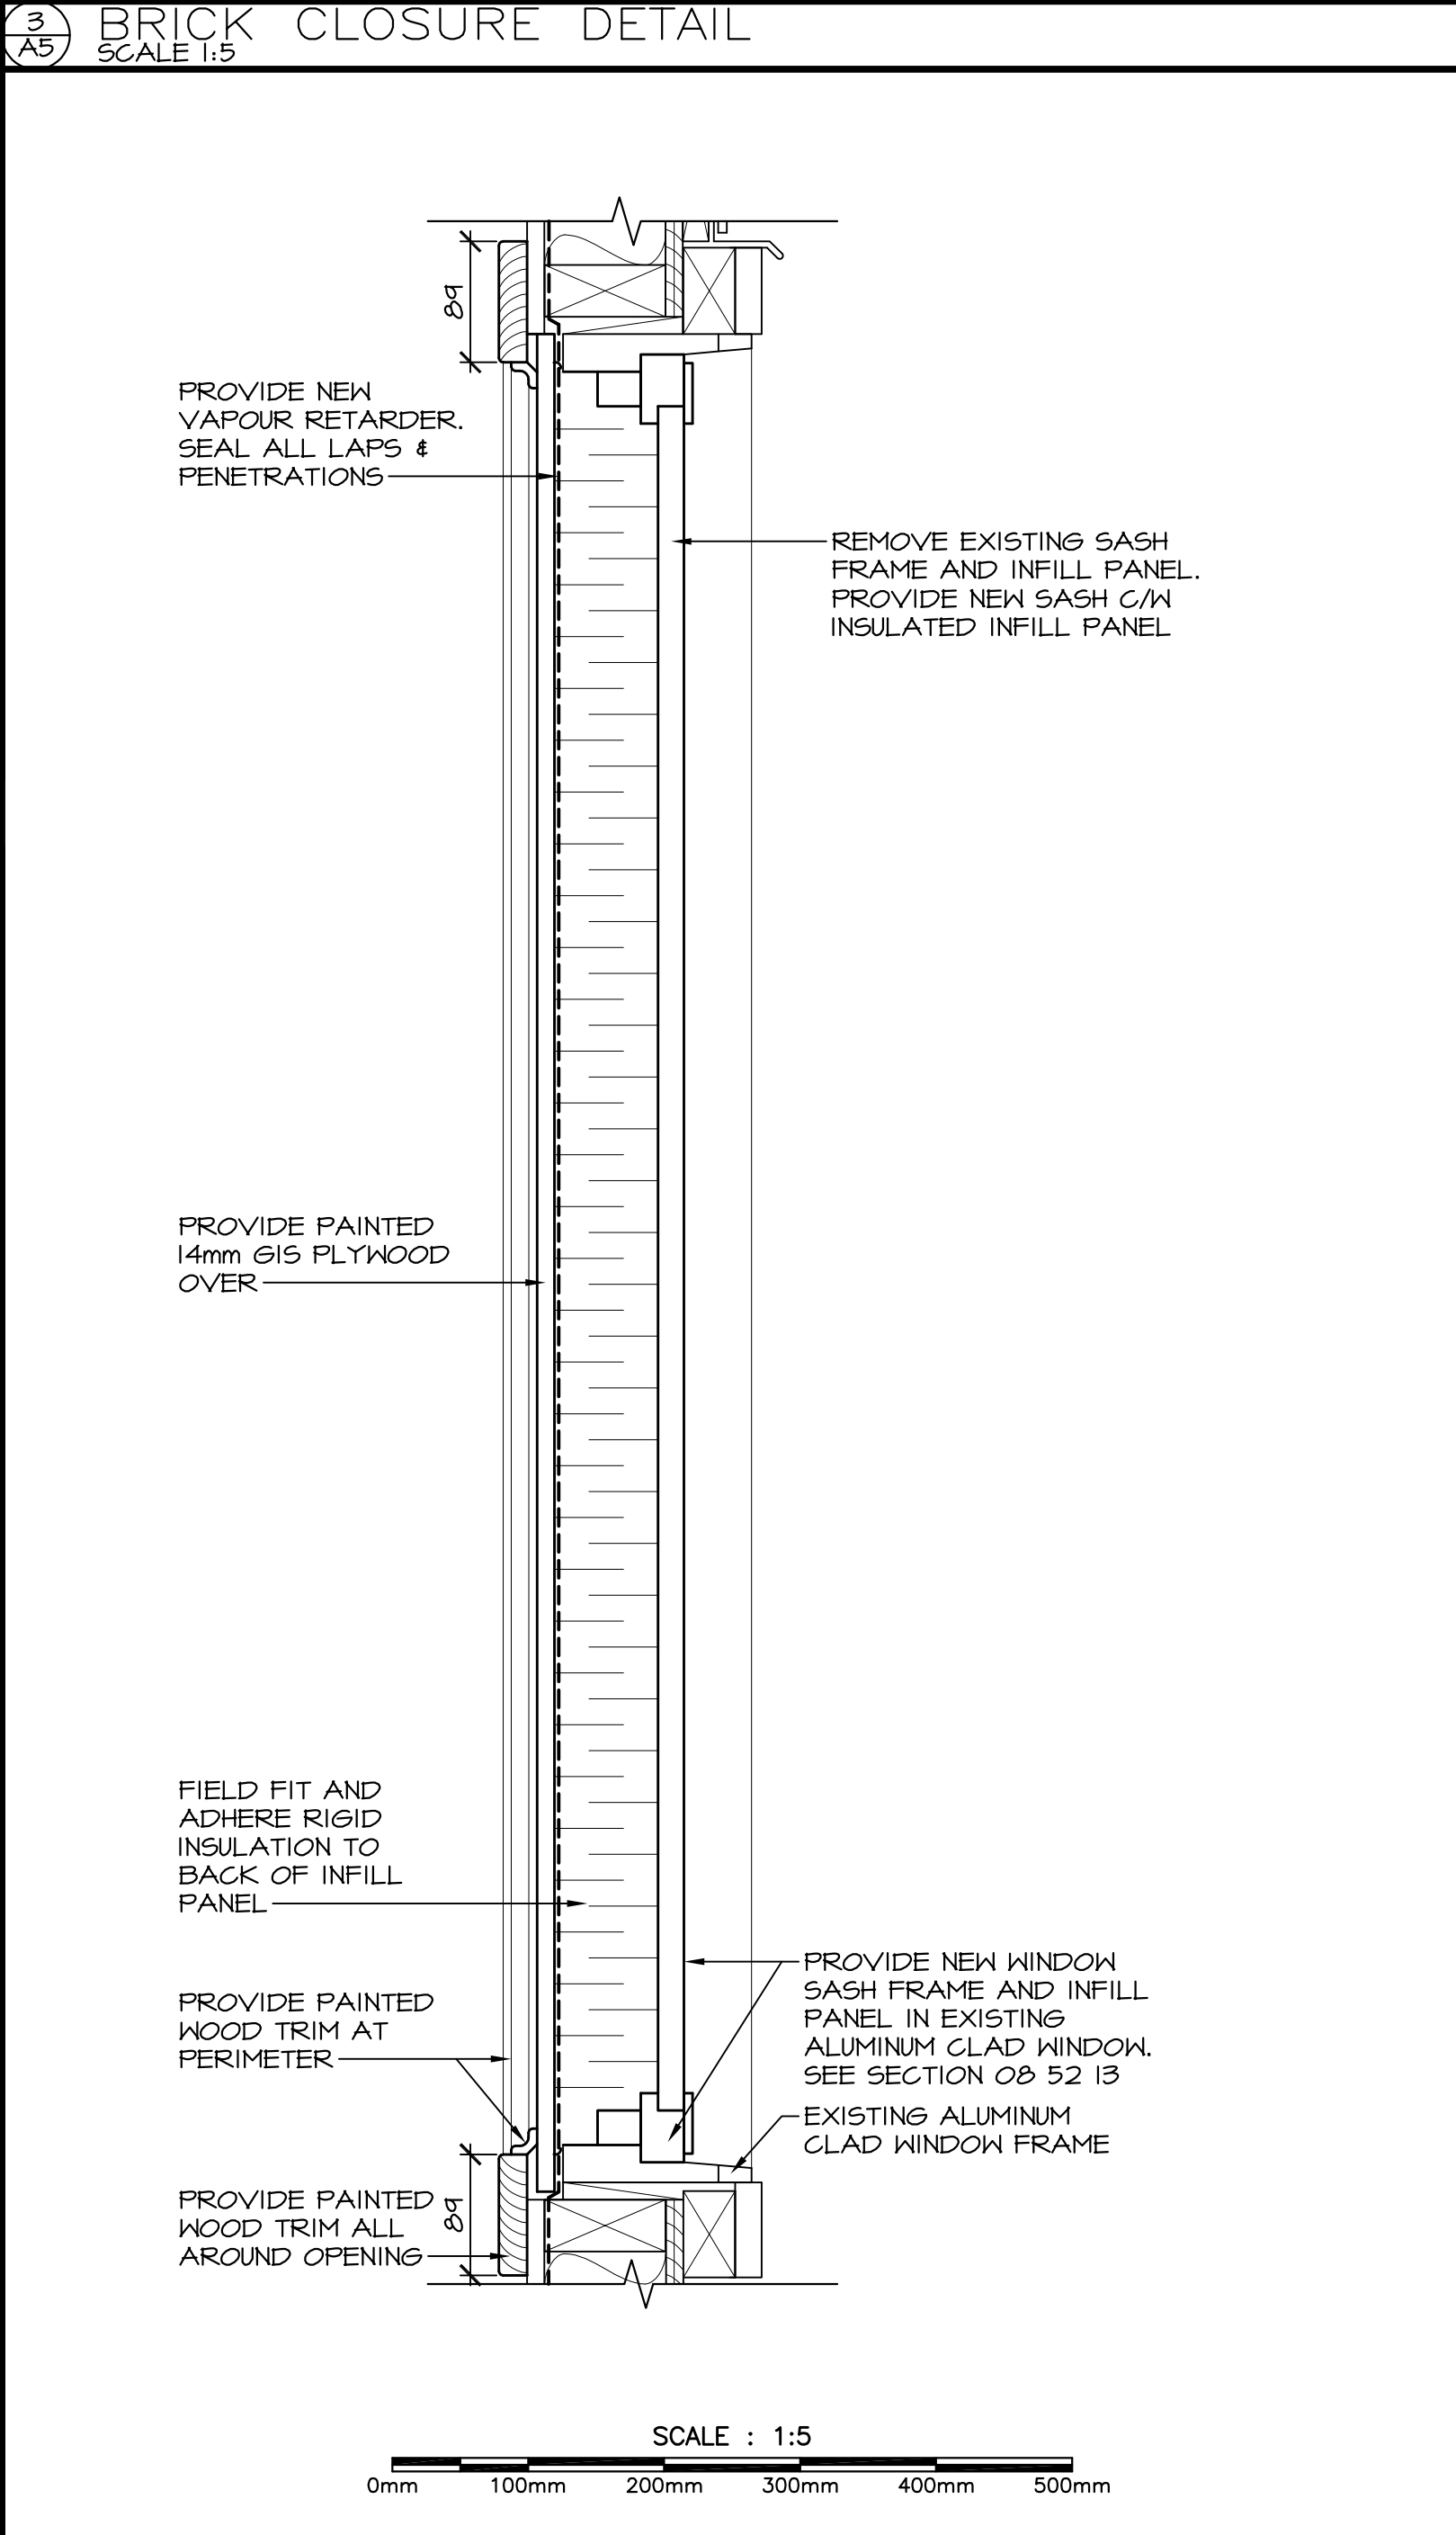 3
A5
BRICK CLOSURE DETAIL
SCALE 1:5
89
PROVIDE NEW
VAPOUR RETARDER.
SEAL ALL LAPS &
PENETRATIONS
REMOVE EXISTING SASH
FRAME AND INFILL PANEL.
PROVIDE NEW SASH C/W
INSULATED INFILL PANEL
PROVIDE PAINTED
14mm G1S PLYWOOD
OVER
FIELD FIT AND
ADHERE RIGID
INSULATION TO
BACK OF INFILL
PANEL
PROVIDE NEW WINDOW
SASH FRAME AND INFILL
PANEL IN EXISTING
ALUMINUM CLAD WINDOW.
SEE SECTION 08 52 13
PROVIDE PAINTED
WOOD TRIM AT
PERIMETER
EXISTING ALUMINUM
CLAD WINDOW FRAME
PROVIDE PAINTED
WOOD TRIM ALL
AROUND OPENING
89
SCALE : 1:5
0mm 100mm 200mm 300mm 400mm 500mm